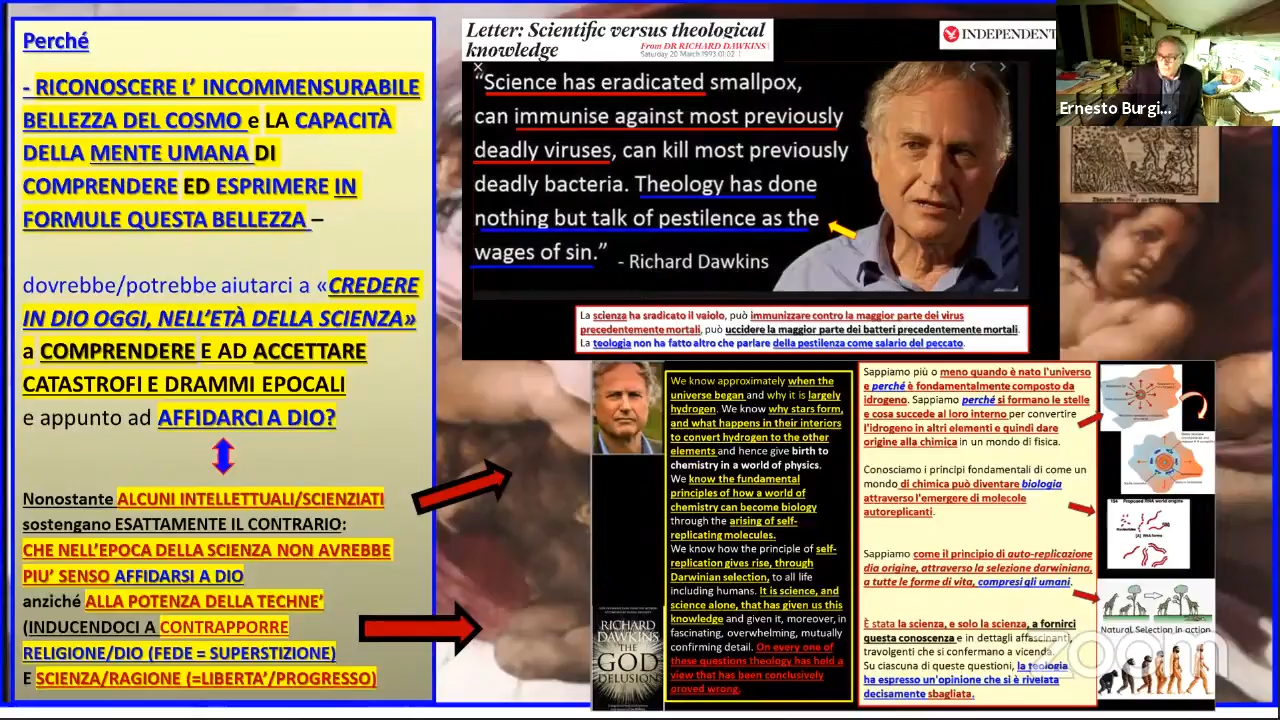 Perché
- RICONOSCERE L' INCOMMENSURABILE
BELLEZZA DEL COSMO e LA CAPACITÀ
DELLA MENTE UMANA DI
COMPRENDERE ED ESPRIMERE IN
FORMULE QUESTA BELLEZZA –
dovrebbe/potrebbe aiutarci a «CREDERE
IN DIO OGGI, NELL'ETÀ DELLA SCIENZA»
a COMPRENDERE E AD ACCETTARE
CATASTROFI E DRAMMI EPOCALI
e appunto ad AFFIDARCI A DIO?
Nonostante ALCUNI INTELLETTUALI/SCIENZIATI
sostengano ESATTAMENTE IL CONTRARIO:
CHE NELL'EPOCA DELLA SCIENZA NON AVREBBE
PIU' SENSO AFFIDARSI A DIO
anziché ALLA POTENZA DELLA TECHNE'
(INDUCENDOCI A CONTRAPPORRE
RELIGIONE/DIO (FEDE = SUPERSTIZIONE)
E SCIENZA/RAGIONE (=LIBERTA'/PROGRESSO)
Letter: Scientific versus theological
knowledge
From DR RICHARD DAWKINS
Saturday 20 March 1993 01:02
INDEPENDENT
"Science has eradicated smallpox,
can immunise against most previously
deadly viruses, can kill most previously
deadly bacteria. Theology has done
nothing but talk of pestilence as the
wages of sin."
- Richard Dawkins
La scienza ha sradicato il vaiolo, può immunizzare contro la maggior parte dei virus
precedentemente mortali, può uccidere la maggior parte dei batteri precedentemente mortali.
La teologia non ha fatto altro che parlare della pestilenza come salario del peccato.
Ernesto Burgi...
We know approximately when the
universe began and why it is largely
hydrogen. We know why stars form,
and what happens in their interiors
to convert hydrogen to the other
elements and hence give birth to
chemistry in a world of physics.
We know the fundamental
principles of how a world of
chemistry can become biology
through the arising of self-
replicating molecules.
We know how the principle of self-
replication gives rise, through
Darwinian selection, to all life
including humans. It is science, and
science alone, that has given us this
knowledge and given it, moreover, in
fascinating, overwhelming, mutually
confirming detail. On every one of
these questions theology has held a
view that has been conclusively
proved wrong.
RICHARD
DAWKINS
THE GOD
DELUSION
Sappiamo più o meno quando è nato l'universo
e perché è fondamentalmente composto da
idrogeno. Sappiamo perché si formano le stelle
e cosa succede al loro interno per convertire
l'idrogeno in altri elementi e quindi dare
origine alla chimica in un mondo di fisica.
Conosciamo i princìpi fondamentali di come un
mondo di chimica può diventare biologia
attraverso l'emergere di molecole
autoreplicanti.
Sappiamo come il principio di auto-replicazione
dia origine, attraverso la selezione darwiniana,
a tutte le forme di vita, compresi gli umani.
È stata la scienza, e solo la scienza, a fornirci
questa conoscenza e in dettagli affascinanti,
travolgenti che si confermano a vicenda.
Su ciascuna di queste questioni, la teologia
ha espresso un'opinione che si è rivelata
decisamente sbagliata.
Proposed RNA world origins
Natural Selection in action
zoom